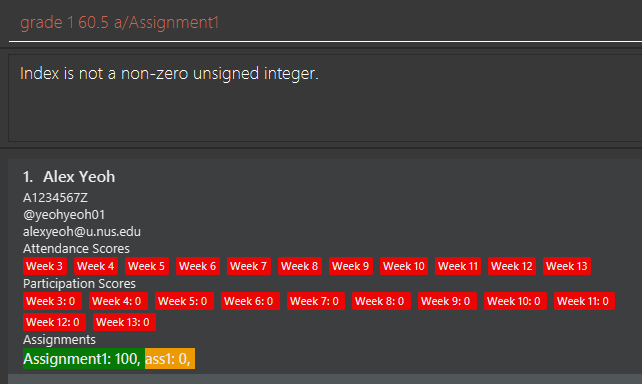 grade 1 60.5 a/Assignment1
Index is not a non-zero unsigned integer.
1. Alex Yeoh
A1234567Z
@yeohyeoh01
alexyeoh@u.nus.edu
Attendance Scores
Week 3 Week 4 Week 5 Week 6 Week 7 Week 8 Week 9 Week 10 Week 11 Week 12 Week 13
Participation Scores
Week 3: 0 Week 4: 0 Week 5: 0 Week 6: 0 Week 7: 0 Week 8: 0 Week 9: 0 Week 10: 0 Week 11: 0
Week 12: 0 Week 13: 0
Assignments
Assignment1: 100, ass1: 0,